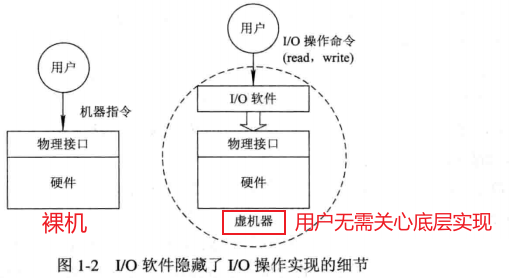 用户
机器指令
物理接口
硬件
裸机
用户
I/O 操作命令
(read，write)
I/O 软件
物理接口
硬件
虚机器
用户无需关心底层实现
图 1-2 I/O 软件隐藏了 I/O 操作实现的细节